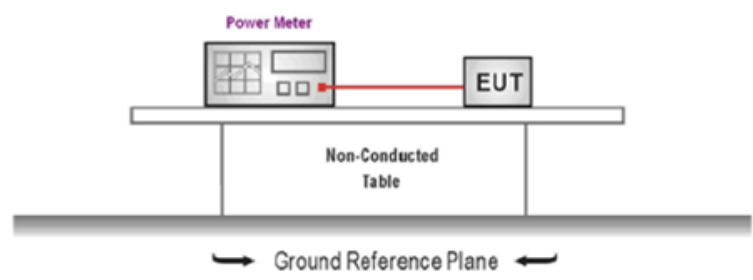 Power Meter
EUT
Non-Conducted
Table
Ground Reference Plane